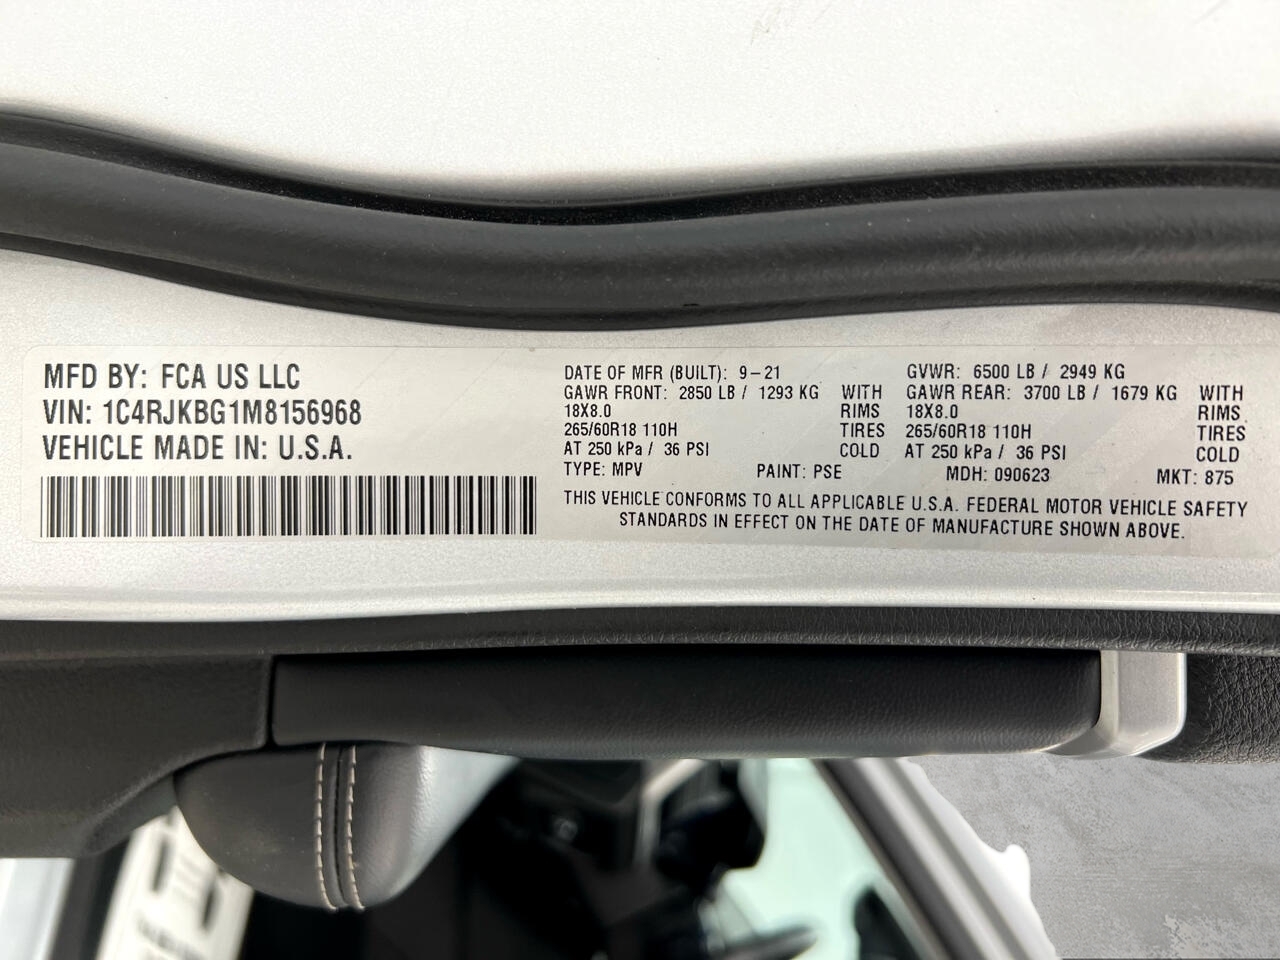 MFD BY: FCA US LLC
VIN: 1C4RJKBG1M8156968
VEHICLE MADE IN: U.S.A.
DATE OF MFR (BUILT): 9-21
GAWR FRONT: 2850 LB / 1293 KG WITH
18X8.0 RIMS
265/60R18 110H TIRES
AT 250 kPa / 36 PSI COLD
TYPE: MPV PAINT: PSE
GVWR: 6500 LB / 2949 KG
GAWR REAR: 3700 LB / 1679 KG WITH
18X8.0 RIMS
265/60R18 110H TIRES
AT 250 kPa / 36 PSI COLD
MDH: 090623 MKT: 875
THIS VEHICLE CONFORMS TO ALL APPLICABLE U.S.A. FEDERAL MOTOR VEHICLE SAFETY
STANDARDS IN EFFECT ON THE DATE OF MANUFACTURE SHOWN ABOVE.